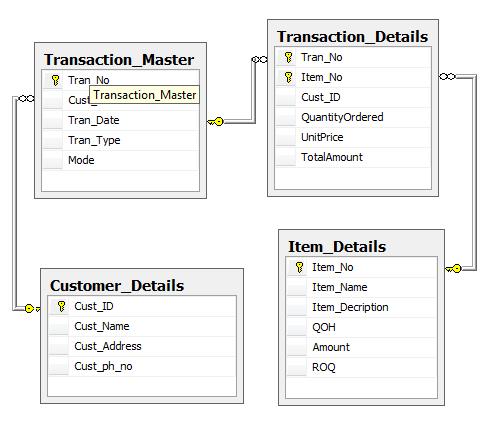 Transaction_Master
Tran_No
Cust
Transaction_Master
Tran_Date
Tran_Type
Mode
Transaction_Details
Tran_No
Item_No
Cust_ID
QuantityOrdered
UnitPrice
TotalAmount
Customer_Details
Cust_ID
Cust_Name
Cust_Address
Cust_ph_no
Item_Details
Item_No
Item_Name
Item_Decription
QOH
Amount
ROQ